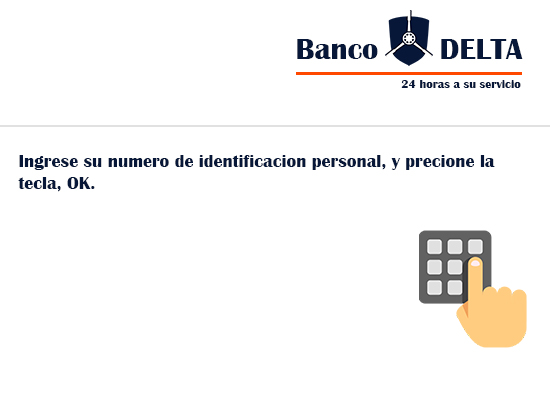 Banco DELTA
24 horas a su servicio
Ingrese su numero de identificacion personal, y precione la
tecla, OK.